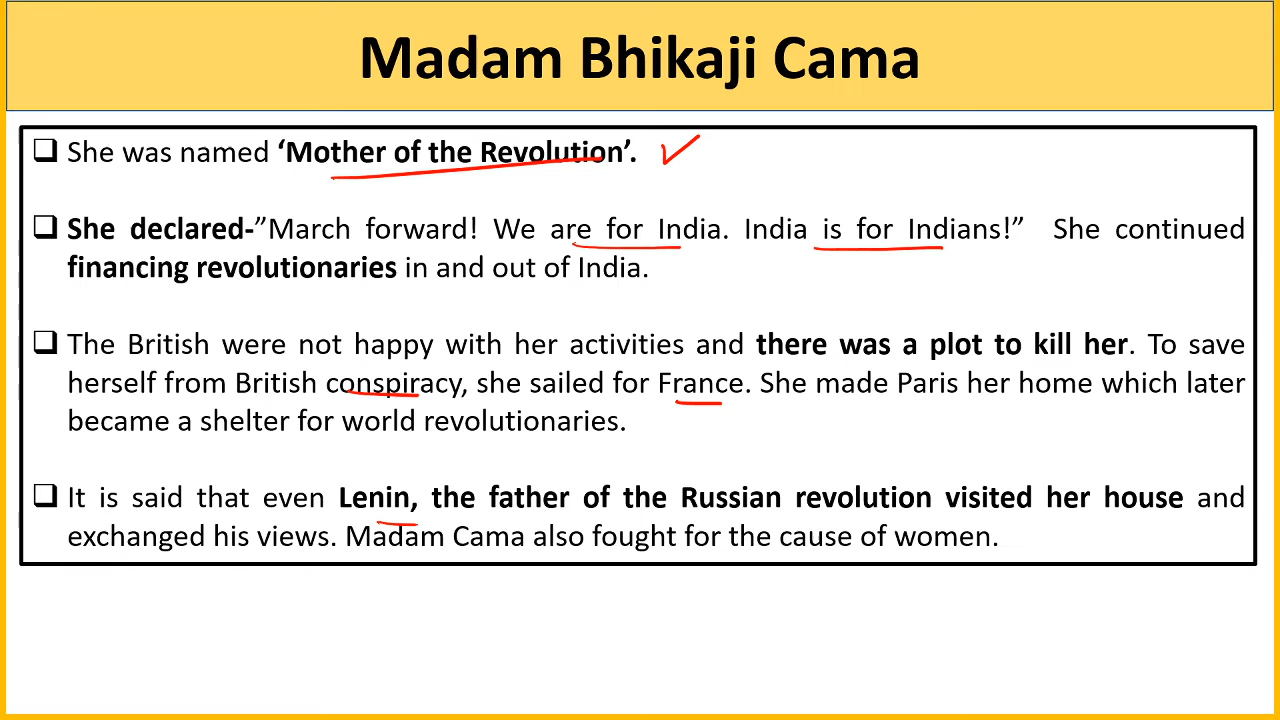 Madam Bhikaji Cama
❑ She was named ‘Mother of the Revolution’.
❑ She declared-”March forward! We are for India. India is for Indians!” She continued
financing revolutionaries in and out of India.
❑ The British were not happy with her activities and there was a plot to kill her. To save
herself from British conspiracy, she sailed for France. She made Paris her home which later
became a shelter for world revolutionaries.
❑ It is said that even Lenin, the father of the Russian revolution visited her house and
exchanged his views. Madam Cama also fought for the cause of women.